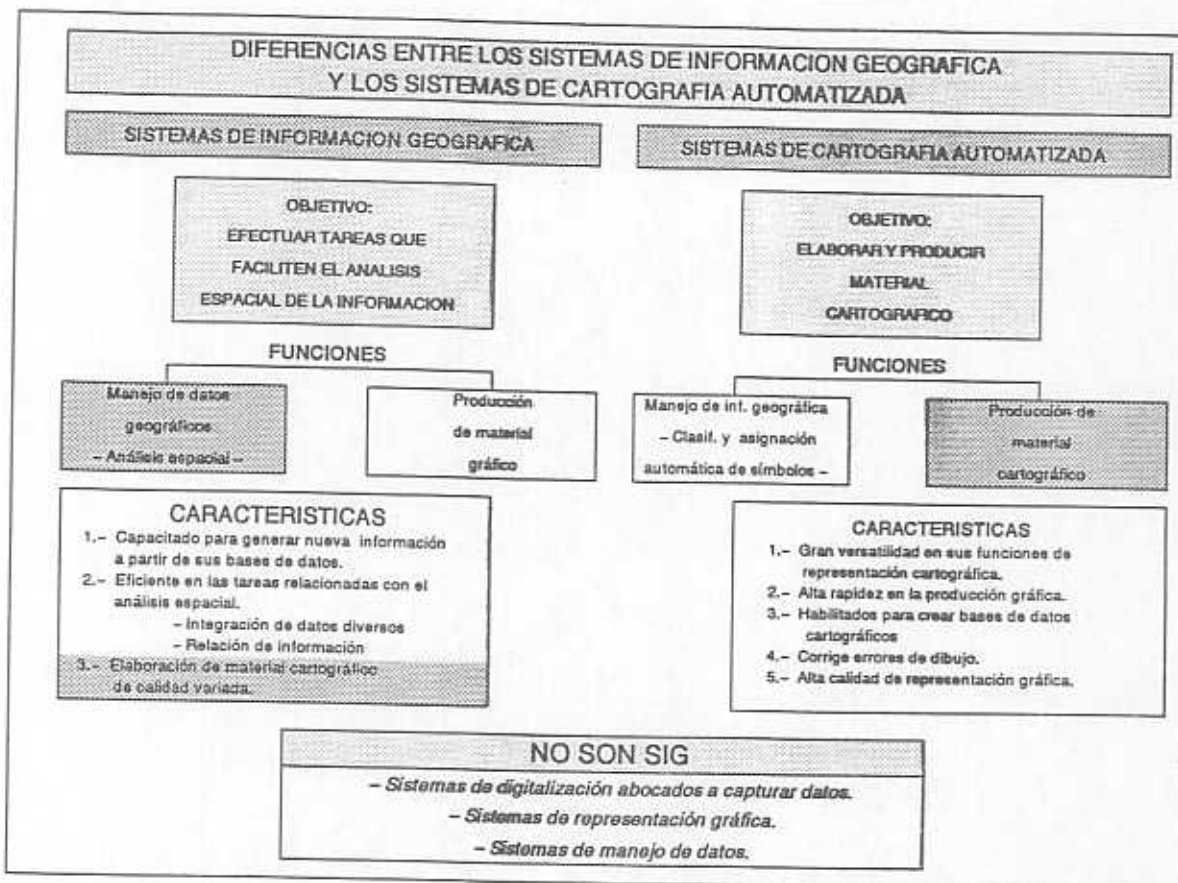 DIFERENCIAS ENTRE LOS SISTEMAS DE INFORMACION GEOGRAFICA
Y LOS SISTEMAS DE CARTOGRAFIA AUTOMATIZADA
SISTEMAS DE INFORMACION GEOGRAFICA
OBJETIVO:
EFECTUAR TAREAS QUE
FACILITEN EL ANALISIS
ESPACIAL DE LA INFORMACION
FUNCIONES
Manejo de datos
geográficos
– Análisis espacial –
Producción
de material
gráfico
CARACTERISTICAS
1.– Capacitado para generar nueva información
a partir de sus bases de datos.
2.– Eficiente en las tareas relacionadas con el
análisis espacial.
– Integración de datos diversos
– Relación de información
3.– Elaboración de material cartográfico
de calidad variada.
SISTEMAS DE CARTOGRAFIA AUTOMATIZADA
OBJETIVO:
ELABORAR Y PRODUCIR
MATERIAL
CARTOGRAFICO
FUNCIONES
Manejo de inf. geográfica
– Clasif. y asignación
automática de símbolos –
Producción de
material
cartográfico
CARACTERISTICAS
1.– Gran versatilidad en sus funciones de
representación cartográfica.
2.– Alta rapidez en la producción gráfica.
3.– Habilitados para crear bases de datos
cartográficos
4.– Corrige errores de dibujo.
5.– Alta calidad de representación gráfica.
NO SON SIG
– Sistemas de digitalización abocados a capturar datos.
– Sistemas de representación gráfica.
– Sistemas de manejo de datos.